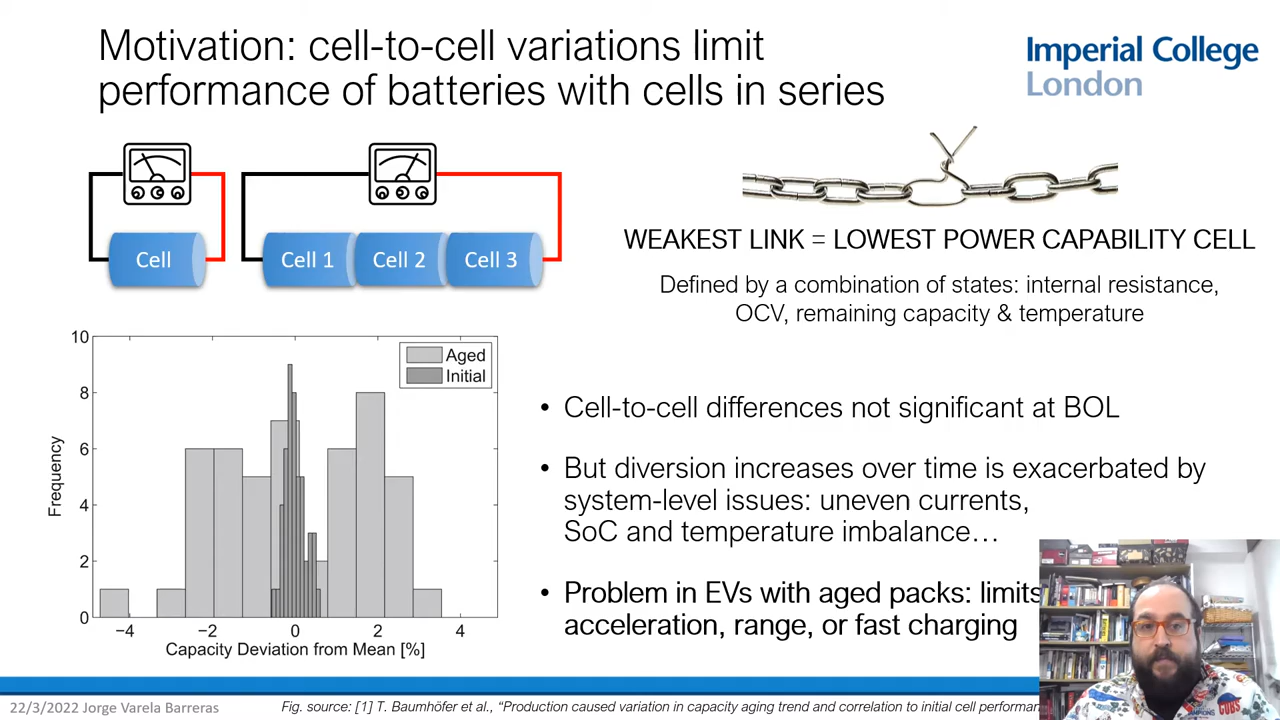 Motivation: cell-to-cell variations limit
performance of batteries with cells in series
Imperial College
London
Cell
Cell 1
Cell 2
Cell 3
WEAKEST LINK = LOWEST POWER CAPABILITY CELL
Defined by a combination of states: internal resistance,
OCV, remaining capacity & temperature
10
8
6
4
2
0
Frequency
Aged
Initial
−4
−2
0
2
4
Capacity Deviation from Mean [%]
• Cell-to-cell differences not significant at BOL
• But diversion increases over time is exacerbated by
system-level issues: uneven currents,
SoC and temperature imbalance…
• Problem in EVs with aged packs: limits
acceleration, range, or fast charging
22/3/2022 Jorge Varela Barreras
Fig. source: [1] T. Baumhöfer et al., “Production caused variation in capacity aging trend and correlation to initial cell performan
CUBS